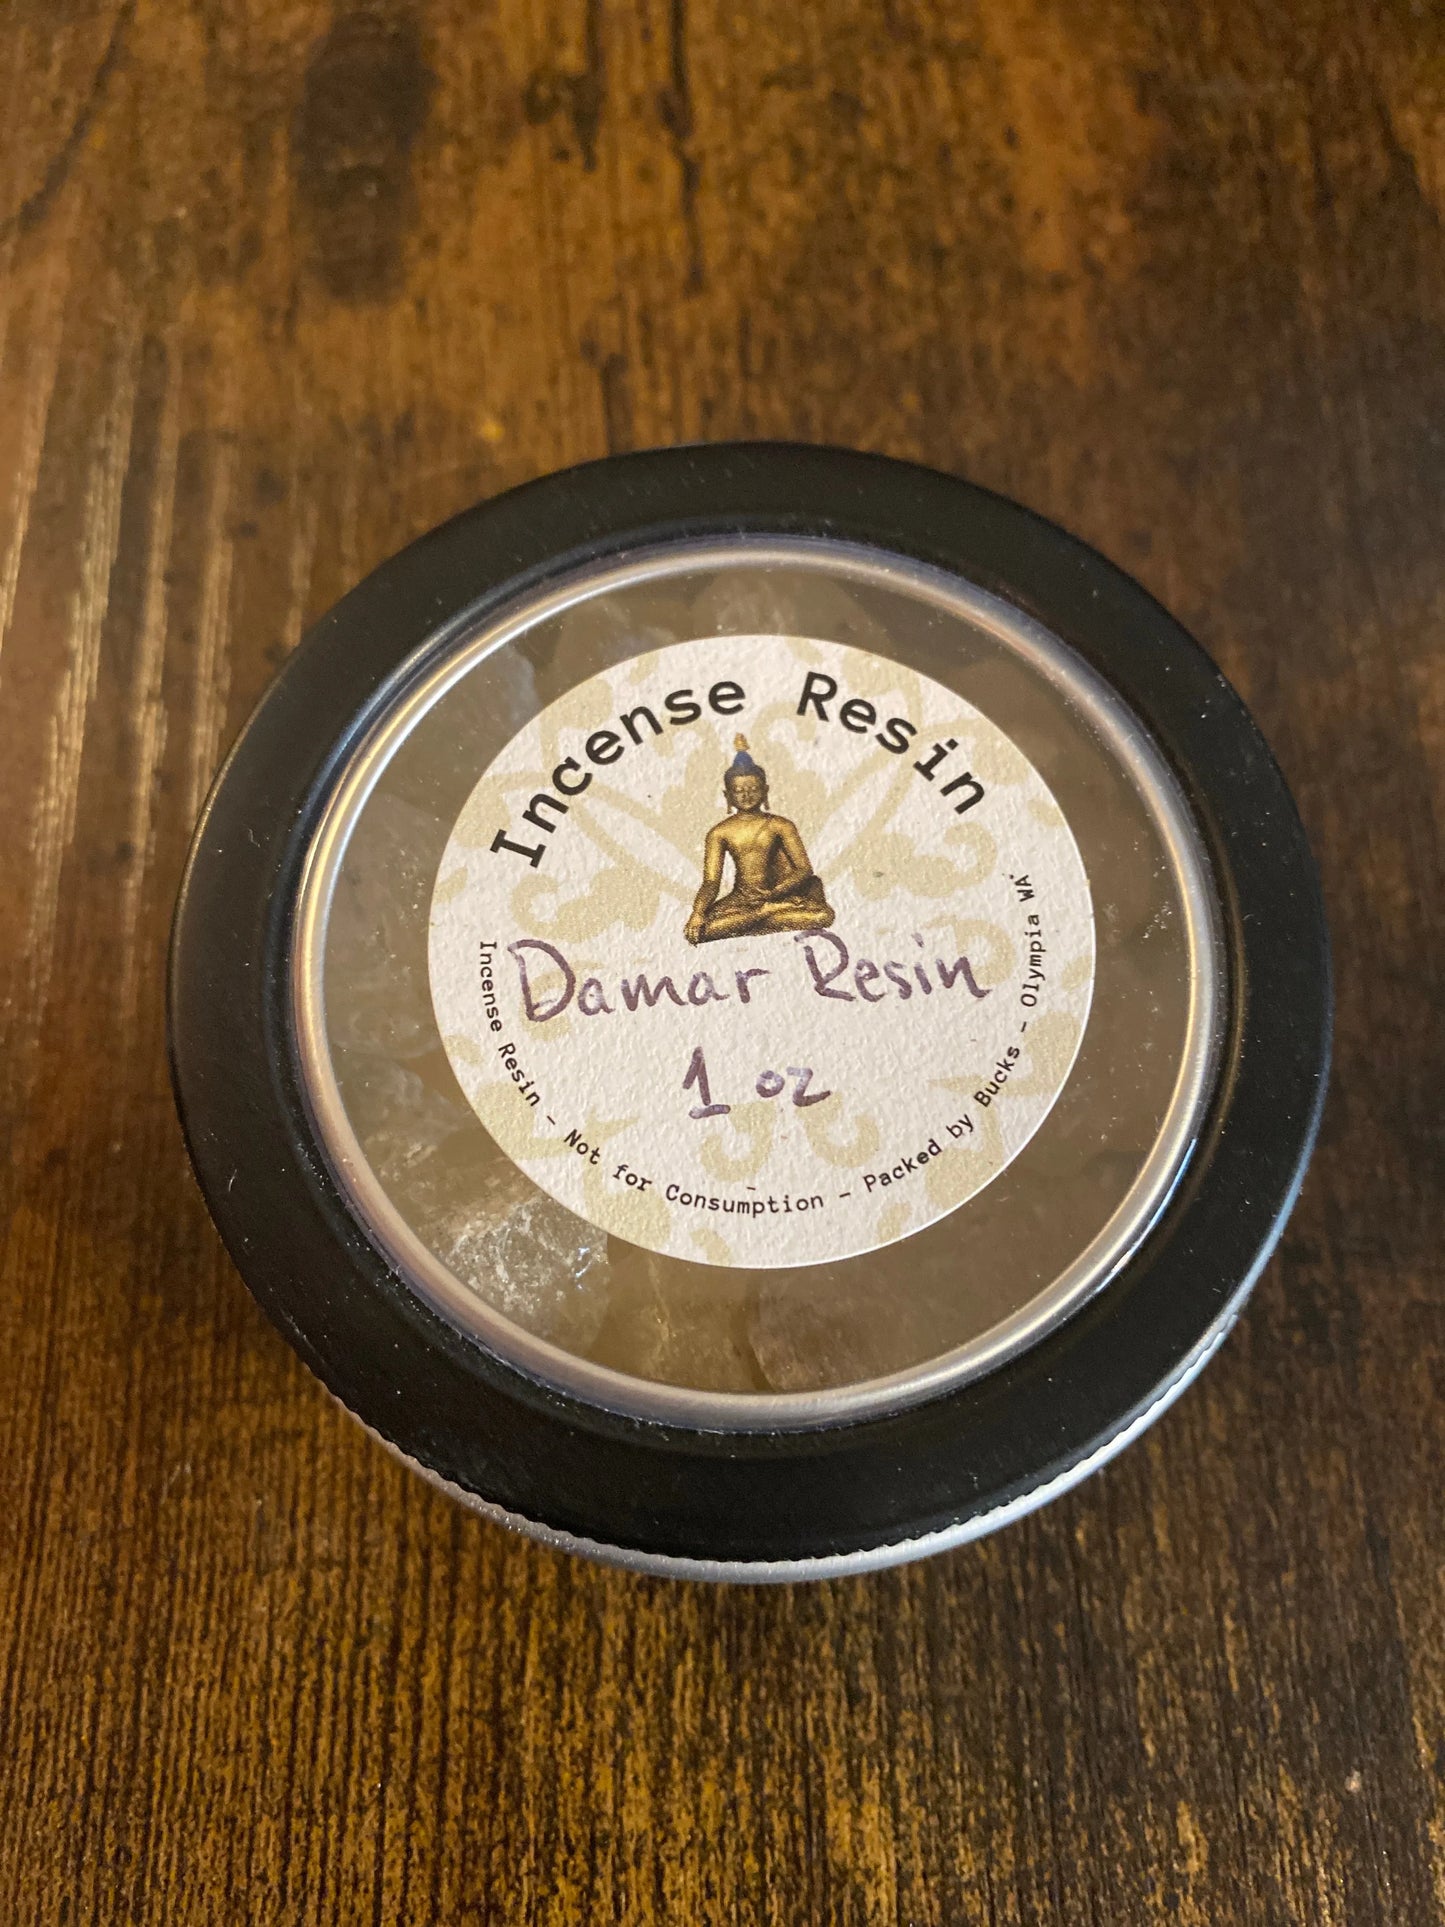 Incense Resin
Damar Resin
1 oz
Incense Resin - Not for Consumption - Packed by Bucks - Olympia WA